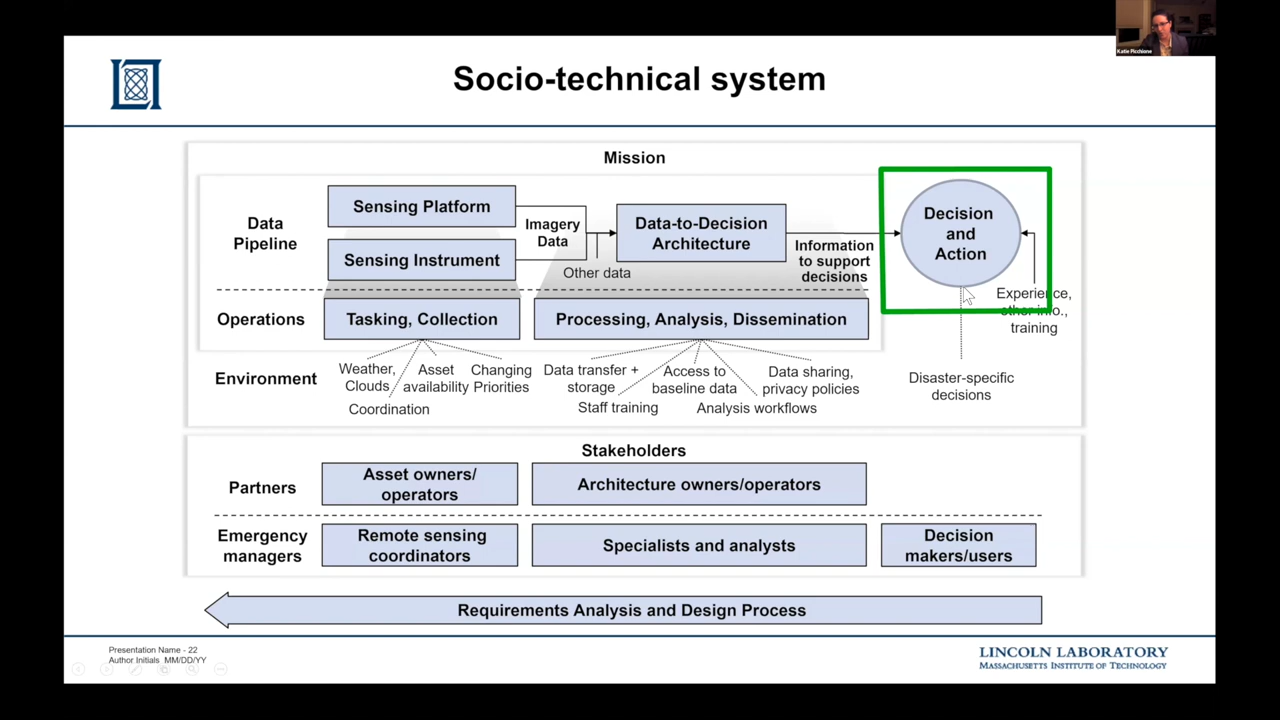 Katie Picchione
Socio-technical system
Mission
Data
Pipeline
Sensing Platform
Sensing Instrument
Imagery
Data
Other data
Data-to-Decision
Architecture
Information
to support
decisions
Decision
and
Action
Experience,
other info.,
training
Operations
Tasking, Collection
Processing, Analysis, Dissemination
Environment
Weather,
Clouds
Coordination
Asset
availability
Changing
Priorities
Data transfer +
storage
Staff training
Access to
baseline data
Analysis workflows
Data sharing,
privacy policies
Disaster-specific
decisions
Stakeholders
Partners
Asset owners/
operators
Architecture owners/operators
Emergency
managers
Remote sensing
coordinators
Specialists and analysts
Decision
makers/users
Requirements Analysis and Design Process
Presentation Name - 22
Author Initials MM/DD/YY
LINCOLN LABORATORY
MASSACHUSETTS INSTITUTE OF TECHNOLOGY